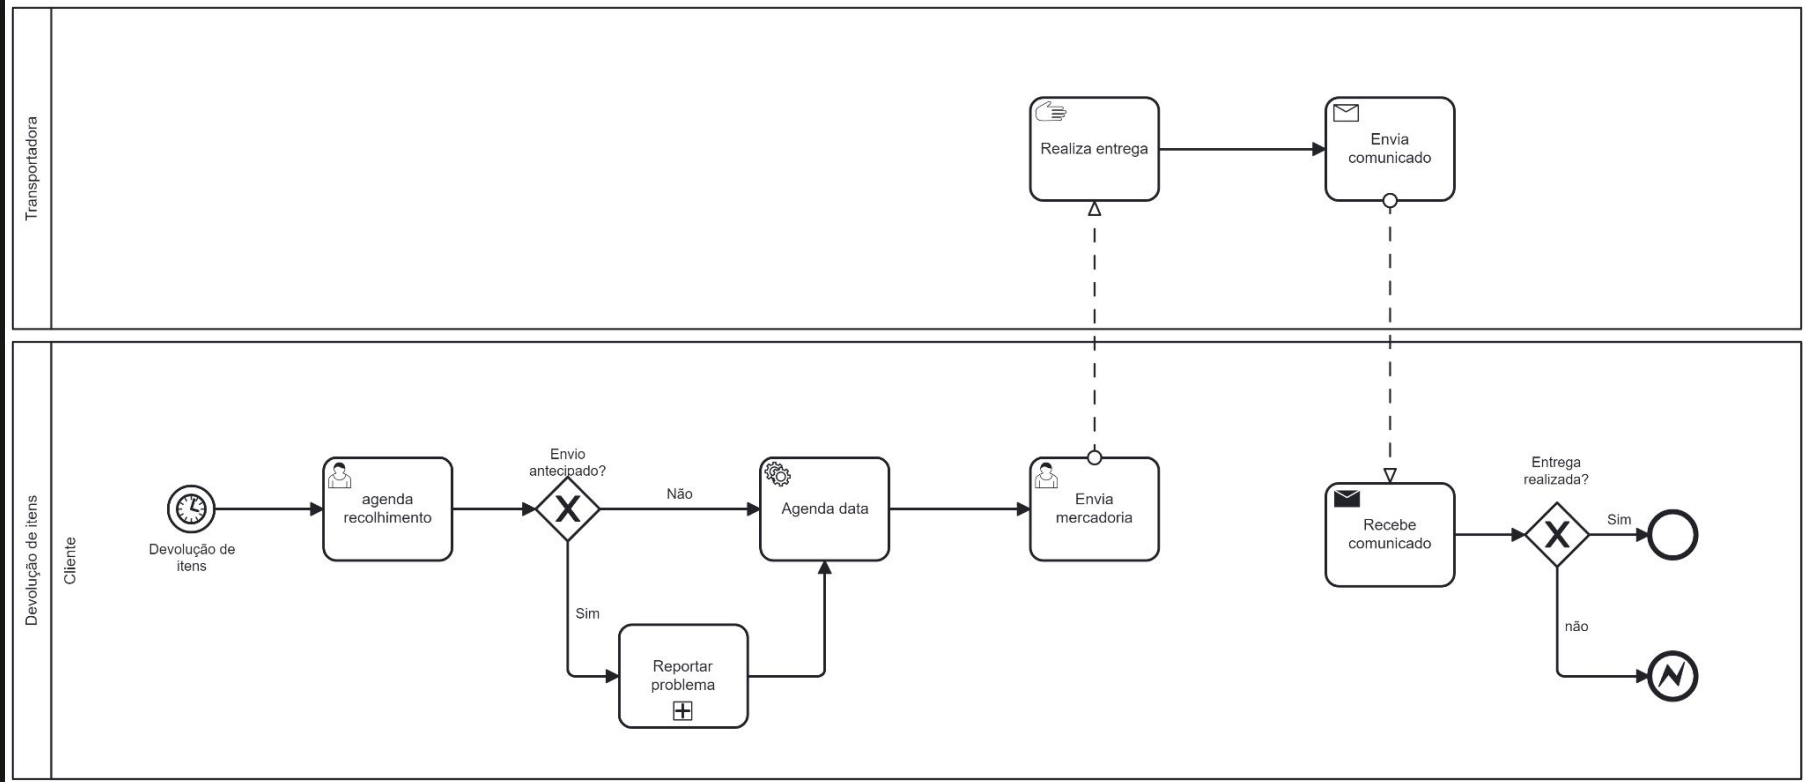 Transportadora
Realiza entrega
Envia
comunicado
Devolução de itens
Cliente
Devolução de
itens
agenda
recolhimento
Envio
antecipado?
Não
Sim
Reportar
problema
Agenda data
Envia
mercadoria
Recebe
comunicado
Entrega
realizada?
Sim
não